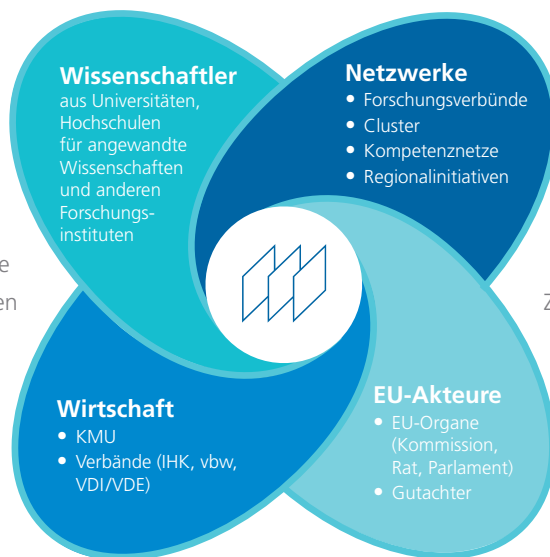 Wissenschaftler
aus Universitäten,
Hochschulen
für angewandte
Wissenschaften
und anderen
Forschungs-
instituten
Netzwerke
• Forschungsverbünde
• Cluster
• Kompetenznetze
• Regionalinitiativen
e
en
Z
Wirtschaft
• KMU
• Verbände (IHK, vbw,
VDI/VDE)
EU-Akteure
• EU-Organe
(Kommission,
Rat, Parlament)
• Gutachter